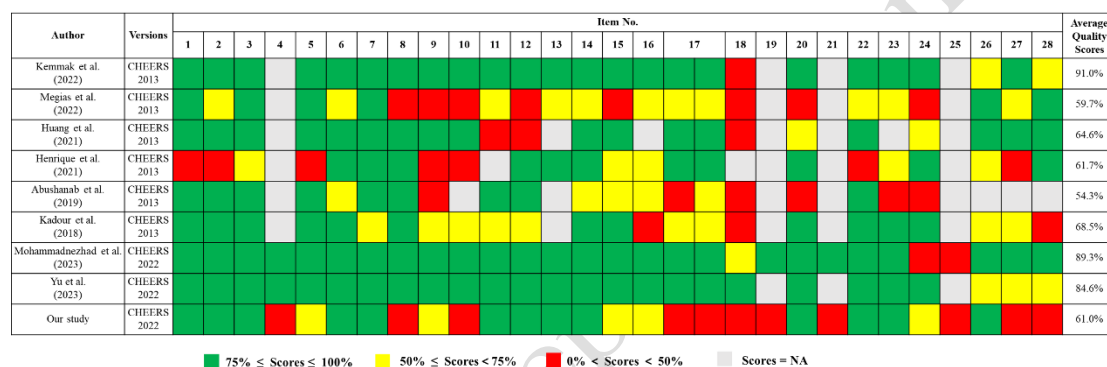 Author Versions Item No. Average Quality Scores
1 2 3 4 5 6 7 8 9 10 11 12 13 14 15 16 17 18 19 20 21 22 23 24 25 26 27 28
Kemmak et al. (2022) CHEERS 2013 91.0%
Megias et al. (2022) CHEERS 2013 59.7%
Huang et al. (2021) CHEERS 2013 64.6%
Henrique et al. (2021) CHEERS 2013 61.7%
Abushanab et al. (2019) CHEERS 2013 54.3%
Kadour et al. (2018) CHEERS 2013 68.5%
Mohammadnezhad et al. (2023) CHEERS 2022 89.3%
Yu et al. (2023) CHEERS 2022 84.6%
Our study CHEERS 2022 61.0%
75% ≤ Scores ≤ 100% 50% ≤ Scores < 75% 0% < Scores < 50% Scores = NA